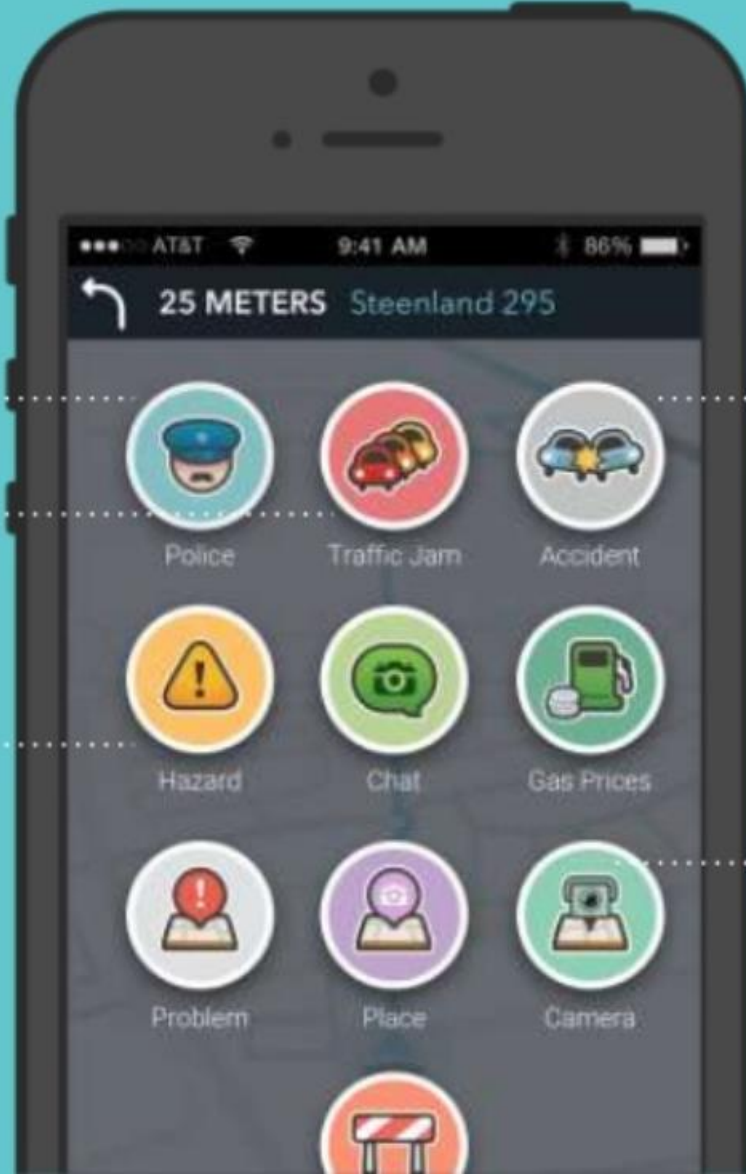 AT&T 9:41 AM 86%
25 METERS Steenland 295
Police Traffic Jam Accident
Hazard Chat Gas Prices
Problem Place Camera